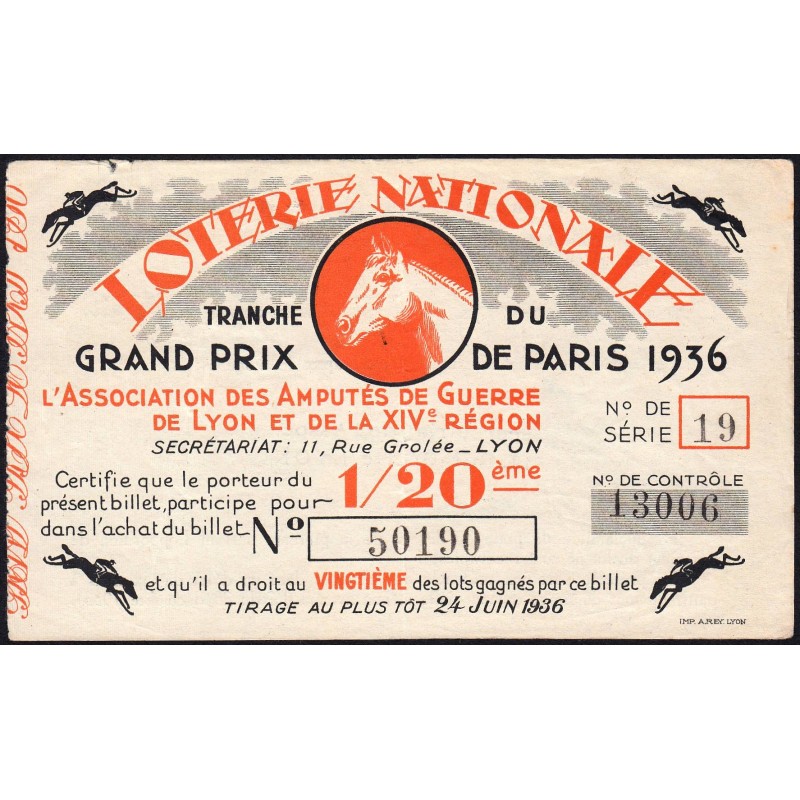 LOTERIE NATIONALE
TRANCHE DU
GRAND PRIX DE PARIS 1936
L'ASSOCIATION DES AMPUTÉS DE GUERRE
DE LYON ET DE LA XIVe RÉGION
SECRÉTARIAT: 11, Rue Grolée_LYON
No. DE
SÉRIE 19
Certifie que le porteur du
présent billet, participe pour
dans l'achat du billet
1/20ème
No 50190
No. DE CONTRÔLE
13006
et qu'il a droit au VINGTIÈME des lots gagnés par ce billet
TIRAGE AU PLUS TÔT 24 JUIN 1936
IMP. A.REY. LYON